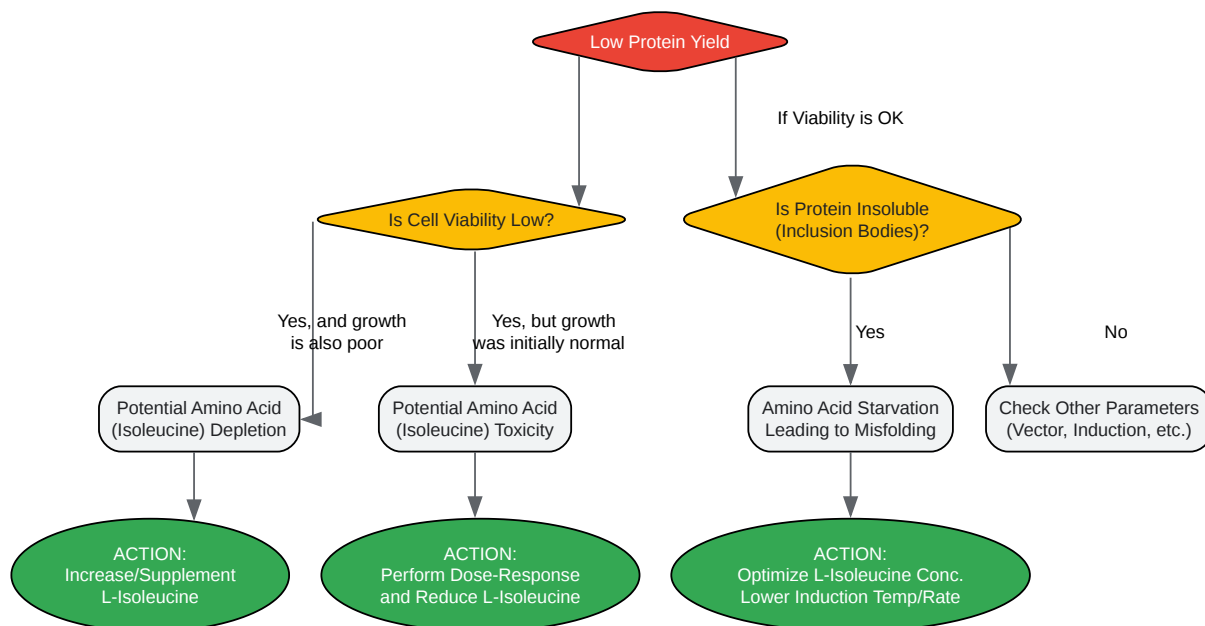 Low Protein Yield
If Viability is OK
Is Cell Viability Low?
Is Protein Insoluble
(Inclusion Bodies)?
Yes, and growth
is also poor
Yes, but growth
was initially normal
Yes
No
Potential Amino Acid
(Isoleucine) Depletion
Potential Amino Acid
(Isoleucine) Toxicity
Amino Acid Starvation
Leading to Misfolding
Check Other Parameters
(Vector, Induction, etc.)
ACTION:
Increase/Supplement
L-Isoleucine
ACTION:
Perform Dose-Response
and Reduce L-Isoleucine
ACTION:
Optimize L-Isoleucine Conc.
Lower Induction Temp/Rate